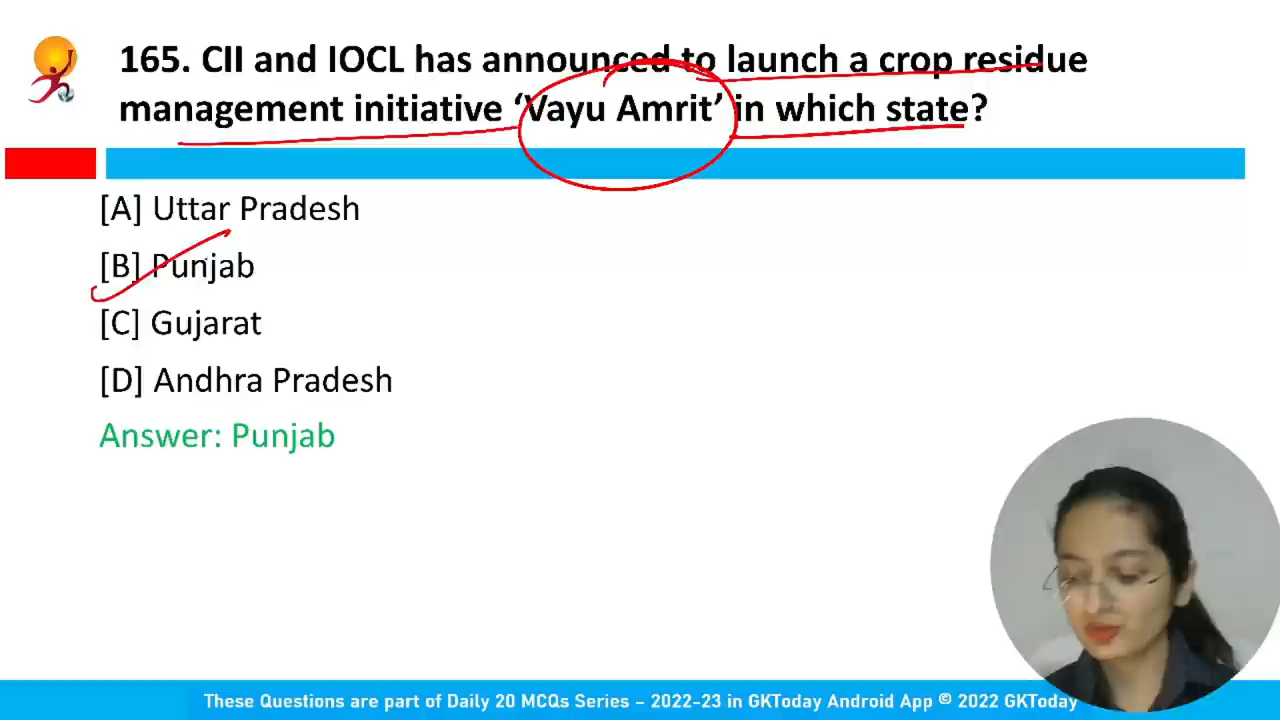 165. CII and IOCL has announced to launch a crop residue
management initiative ‘Vayu Amrit’ in which state?
[A] Uttar Pradesh
[B] Punjab
[C] Gujarat
[D] Andhra Pradesh
Answer: Punjab
These Questions are part of Daily 20 MCQs Series – 2022-23 in GKToday Android App © 2022 GKToday